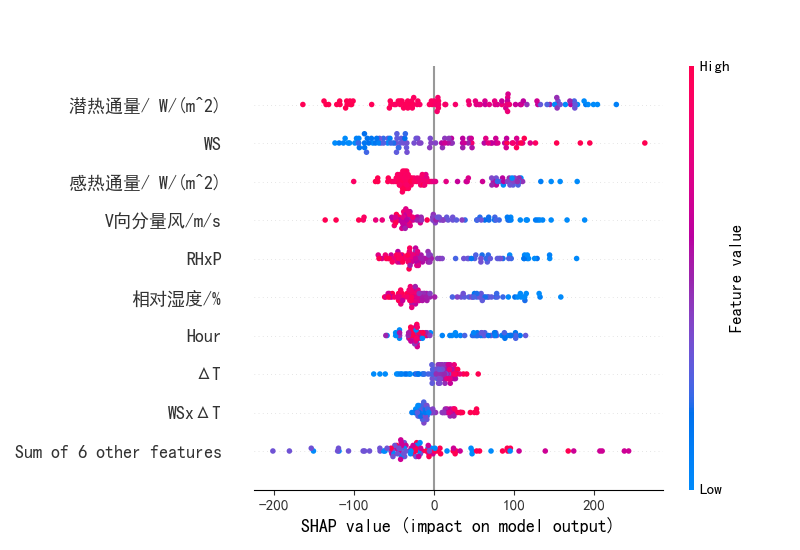 High
潜热通量/ W/(m^2)
WS
感热通量/ W/(m^2)
V向分量风/m/s
RHxP
相对湿度/%
Hour
ΔT
WSxΔT
Sum of 6 other features
Feature value
Low
−200 −100 0 100 200
SHAP value (impact on model output)